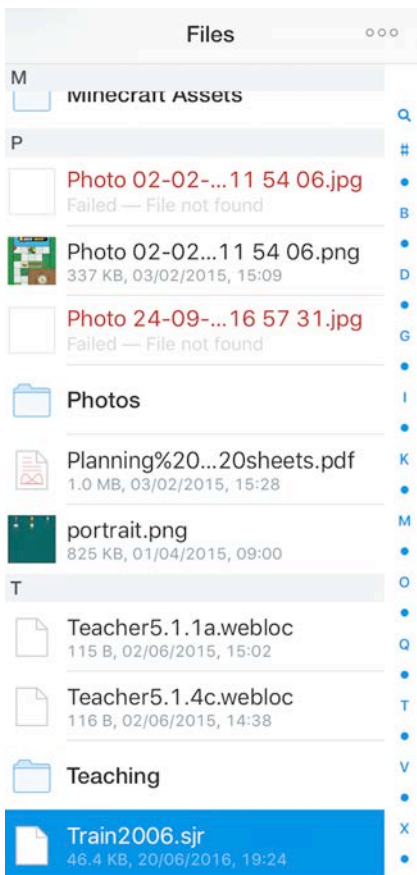 Files
M
Minecraft Assets
P
Photo 02-02-...11 54 06.jpg
Failed — File not found
Photo 02-02...11 54 06.png
337 KB, 03/02/2015, 15:09
Photo 24-09-...16 57 31.jpg
Failed — File not found
Photos
Planning%20...20sheets.pdf
1.0 MB, 03/02/2015, 15:28
portrait.png
825 KB, 01/04/2015, 09:00
T
Teacher5.1.1a.webloc
115 B, 02/06/2015, 15:02
Teacher5.1.4c.webloc
116 B, 02/06/2015, 14:38
Teaching
Train2006.sjr
46.4 KB, 20/06/2016, 19:24
#
B
D
G
I
K
M
O
Q
T
V
X